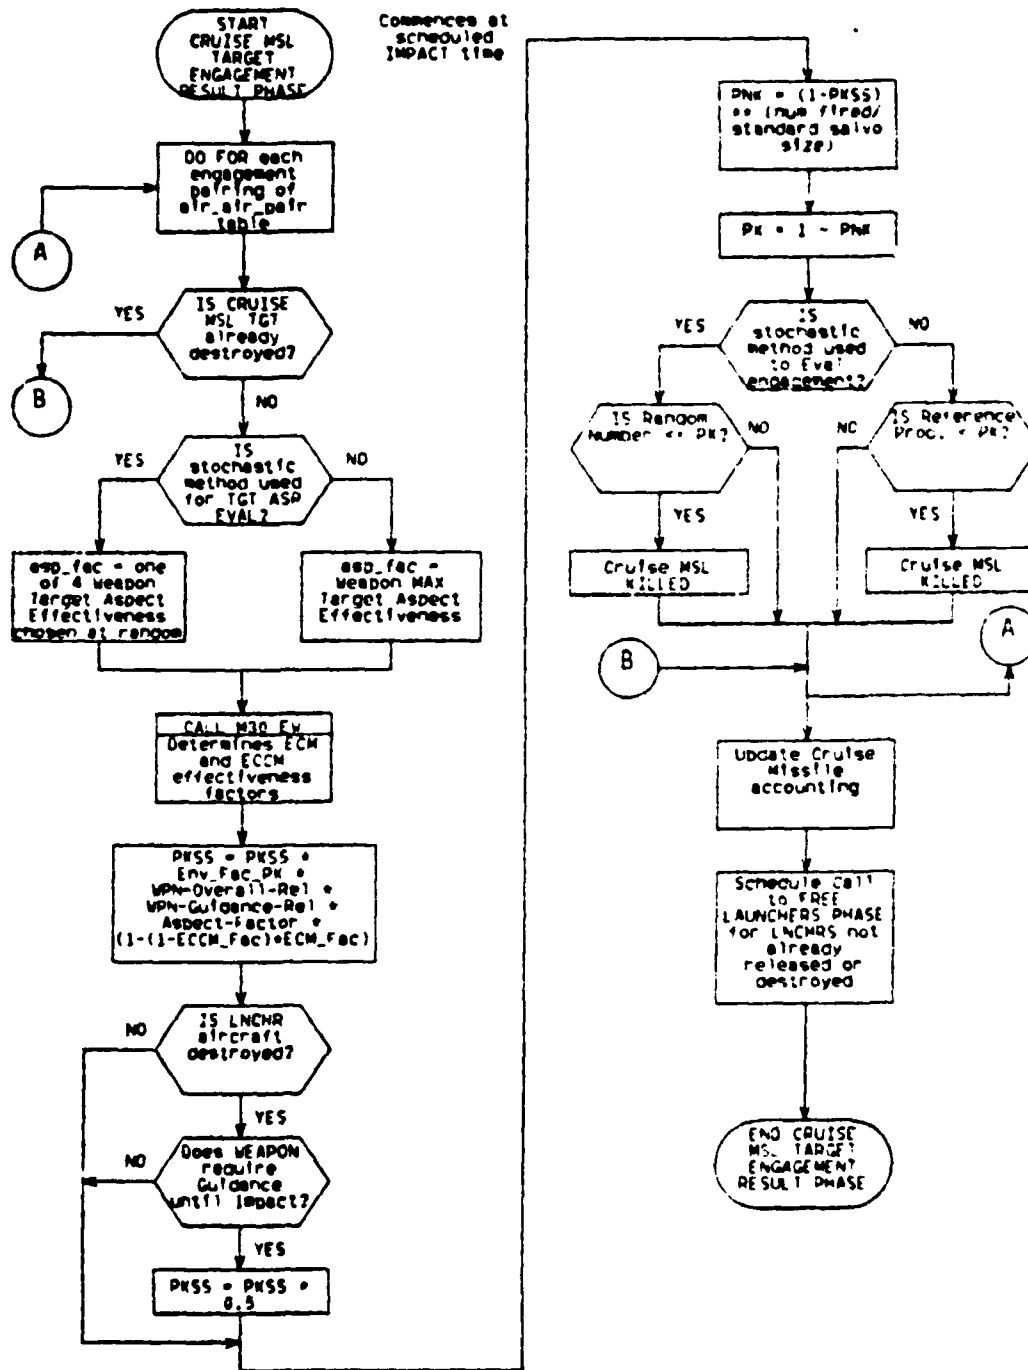 START
CRUISE MSL
TARGET
ENGAGEMENT
RESULT PHASE
Commences at
scheduled
IMPACT time
DO FOR each
engagement
pairing of
air_air_pair
table
A
IS CRUISE
MSL TGT
already
destroyed?
YES
NO
B
IS
stochastic
method used
for TGT ASP
EVAL?
YES
NO
asp_fac = one
of 4 Weapon
Target Aspect
Effectiveness
chosen at random
asp_fac =
Weapon MAX
Target Aspect
Effectiveness
CALL M30_EW
Determines ECM
and ECCM
effectiveness
factors
PKSS = PKSS *
Env_Fac_PK *
WPN-Overall-Rel *
WPN-Guidance-Rel *
Aspect-Factor *
(1-(1-ECCM_Fac)*ECM_Fac)
IS LNCHR
aircraft
destroyed?
NO
YES
Does WEAPON
require
Guidance
until Impact?
NO
YES
PKSS = PKSS *
0.5
PNK = (1-PKSS)
** (num fired/
standard salvo
size)
PK = 1 - PNK
IS
stochastic
method used
to Eval
engagement?
YES
NO
IS Random
Number <= PK?
NO
YES
IS Reference
Prob. < PK?
NO
YES
Cruise MSL
KILLED
Cruise MSL
KILLED
B
A
Update Cruise
Missile
accounting
Schedule Call
to FREE
LAUNCHERS PHASE
for LNCHRS not
already
released or
destroyed
END CRUISE
MSL TARGET
ENGAGEMENT
RESULT PHASE